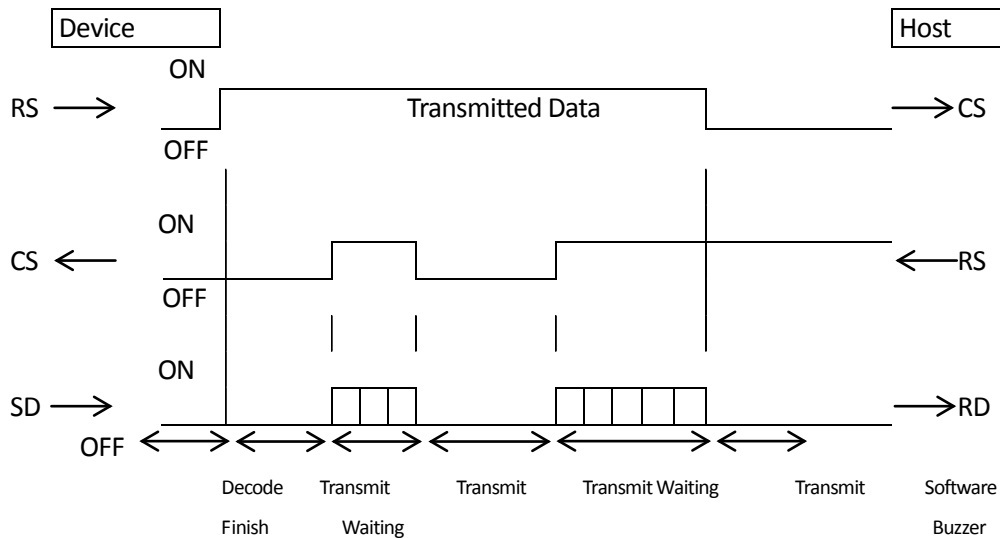 Device Host
ON
RS Transmitted Data CS
OFF
ON
CS RS
OFF
ON
SD RD
OFF
Decode Transmit Transmit Transmit Waiting Transmit Software
Finish Waiting Buzzer